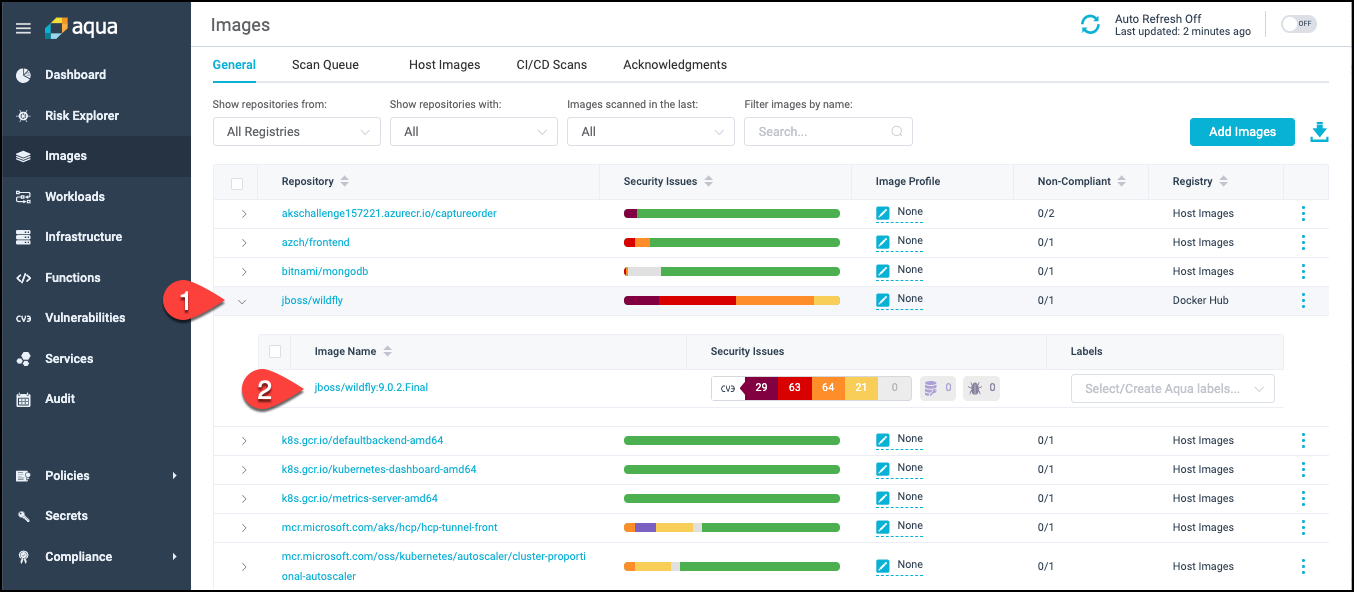 aqua
Images
Auto Refresh Off
Last updated: 2 minutes ago
OFF
Dashboard
Risk Explorer
Images
Workloads
Infrastructure
Functions
CVE Vulnerabilities
Services
Audit
Policies
Secrets
Compliance
General Scan Queue Host Images CI/CD Scans Acknowledgments
Show repositories from: Show repositories with: Images scanned in the last: Filter images by name:
All Registries All All Search... Add Images
Repository Security Issues Image Profile Non-Compliant Registry
akschallenge157221.azurecr.io/captureorder None 0/2 Host Images
azch/frontend None 0/1 Host Images
bitnami/mongodb None 0/1 Host Images
1 jboss/wildfly None 0/1 Docker Hub
Image Name Security Issues Labels
2 jboss/wildfly:9.0.2.Final CVE 29 63 64 21 0 0 0 Select/Create Aqua labels...
k8s.gcr.io/defaultbackend-amd64 None 0/1 Host Images
k8s.gcr.io/kubernetes-dashboard-amd64 None 0/1 Host Images
k8s.gcr.io/metrics-server-amd64 None 0/1 Host Images
mcr.microsoft.com/aks/hcp/hcp-tunnel-front None 0/1 Host Images
mcr.microsoft.com/oss/kubernetes/autoscaler/cluster-proporti
onal-autoscaler None 0/1 Host Images